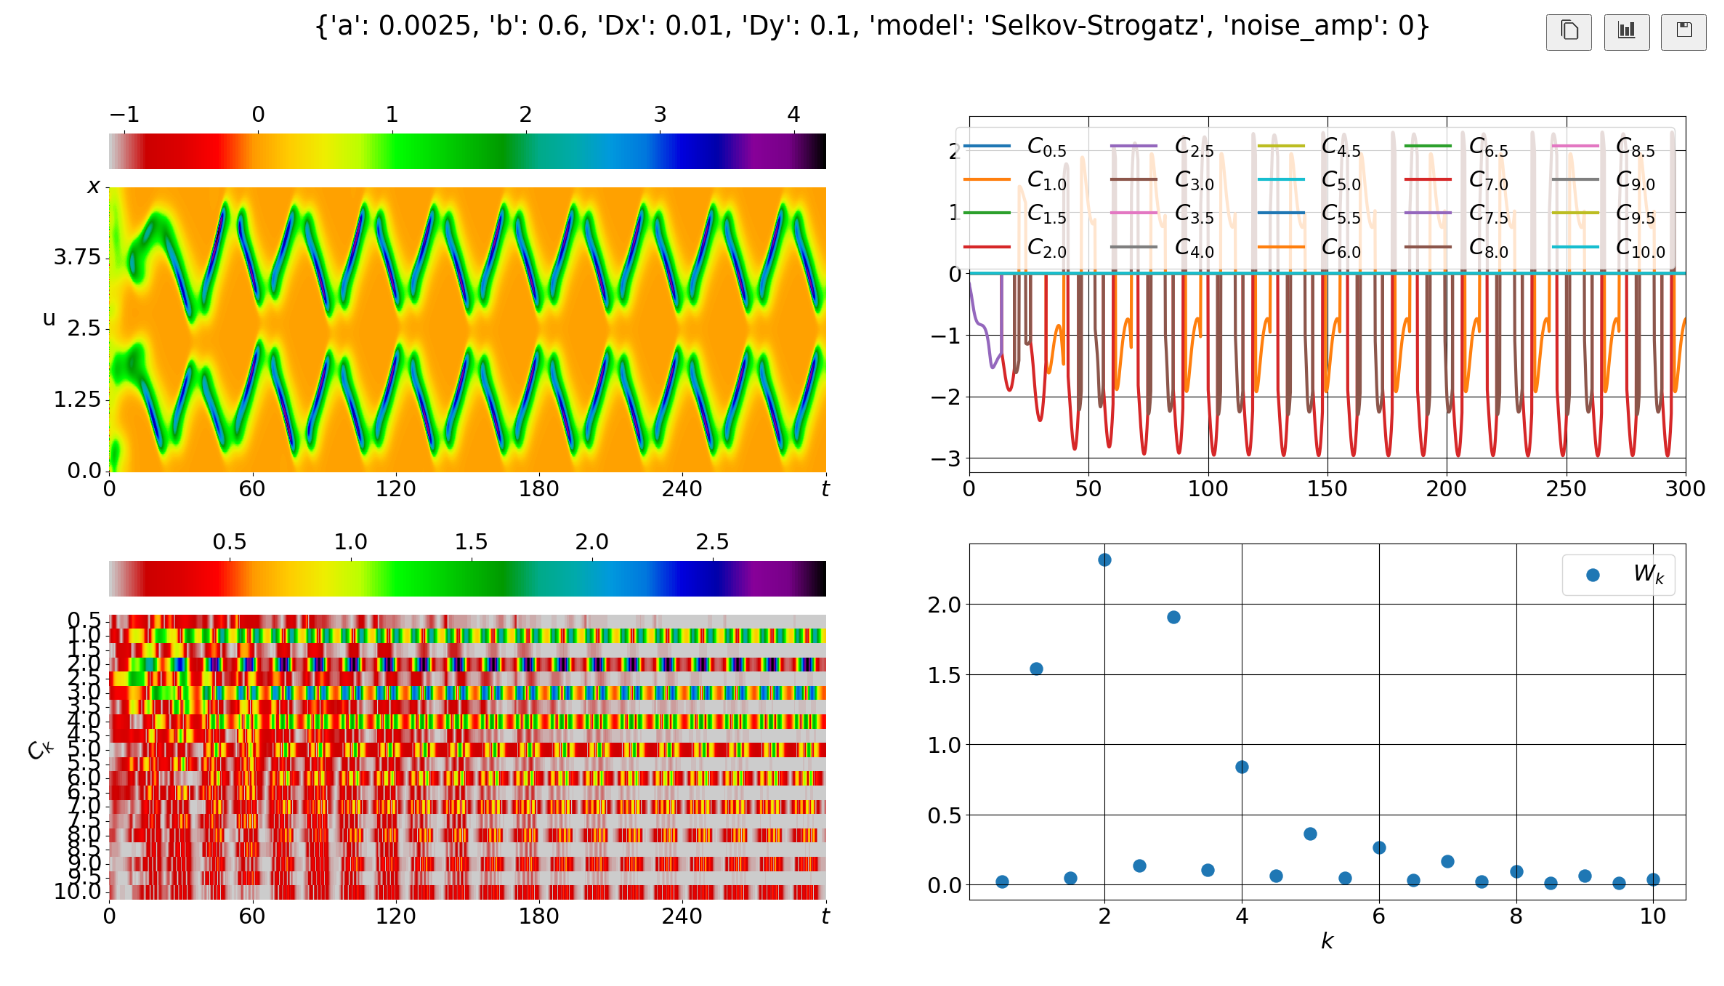 {'a': 0.0025, 'b': 0.6, 'Dx': 0.01, 'Dy': 0.1, 'model': 'Selkov-Strogatz', 'noise_amp': 0}
−1 0 1 2 3 4
x
3.75
u 2.5
1.25
0.0
0 60 120 180 240 t
2
1
0
−1
−2
−3
0 50 100 150 200 250 300
C0.5 C2.5 C4.5 C6.5 C8.5
C1.0 C3.0 C5.0 C7.0 C9.0
C1.5 C3.5 C5.5 C7.5 C9.5
C2.0 C4.0 C6.0 C8.0 C10.0
0.5 1.0 1.5 2.0 2.5
0.5
1.0
1.5
2.0
2.5
3.0
3.5
4.0
4.5
Ck 5.0
5.5
6.0
6.5
7.0
7.5
8.0
8.5
9.0
9.5
10.0
0 60 120 180 240 t
Wk
2.0
1.5
1.0
0.5
0.0
2 4 6 8 10
k